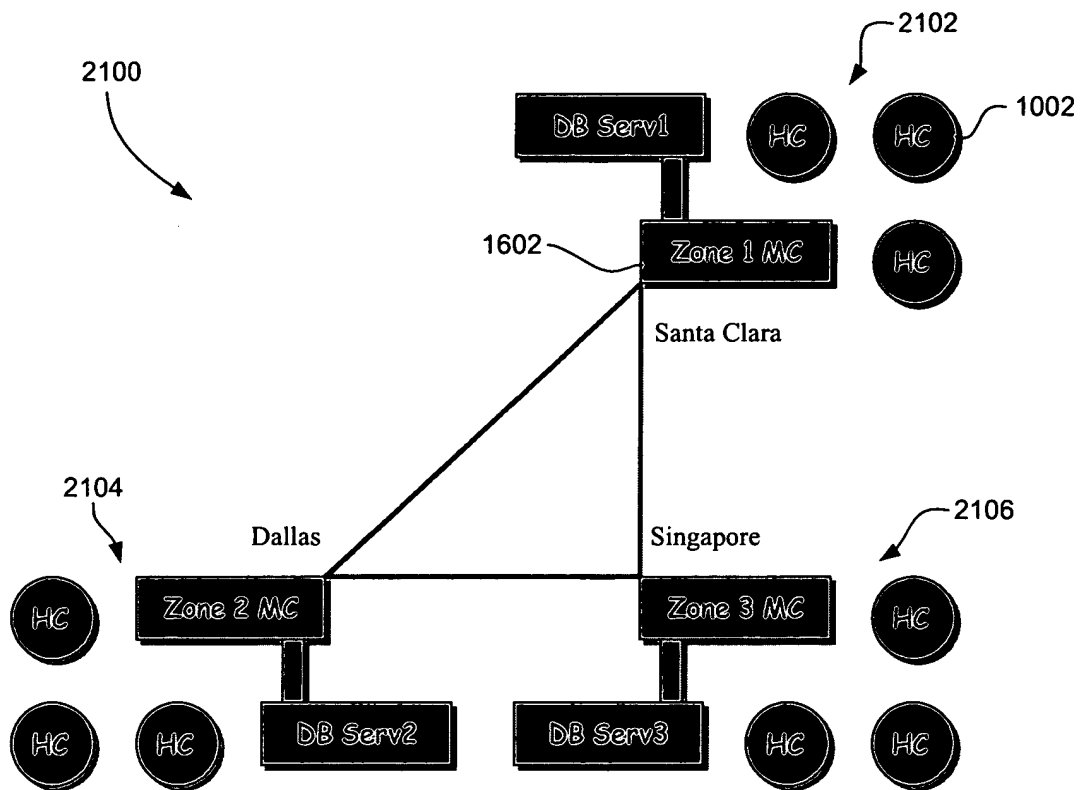 2102
2100
1002
DB Serv1
HC
HC
1602
Zone 1 MC
HC
Santa Clara
2104
2106
Dallas
Singapore
HC
Zone 2 MC
Zone 3 MC
HC
HC
HC
DB Serv2
DB Serv3
HC
HC